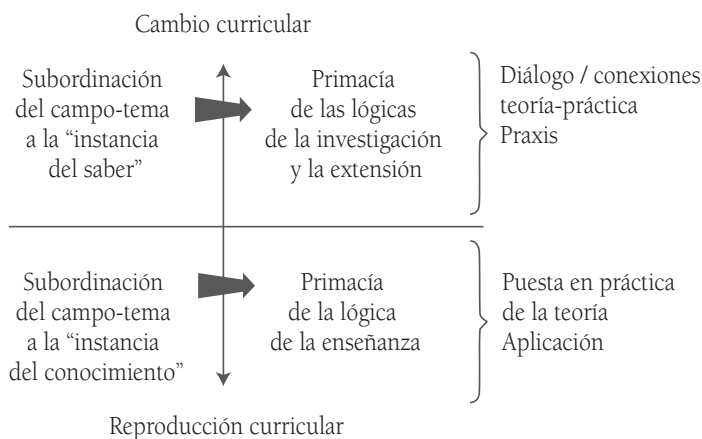 Cambio curricular
Subordinación
del campo-tema
a la “instancia
del saber”
Primacía
de las lógicas
de la investigación
y la extensión
Diálogo / conexiones
teoría-práctica
Praxis
Subordinación
del campo-tema
a la “instancia
del conocimiento”
Primacía
de la lógica
de la enseñanza
Puesta en práctica
de la teoría
Aplicación
Reproducción curricular